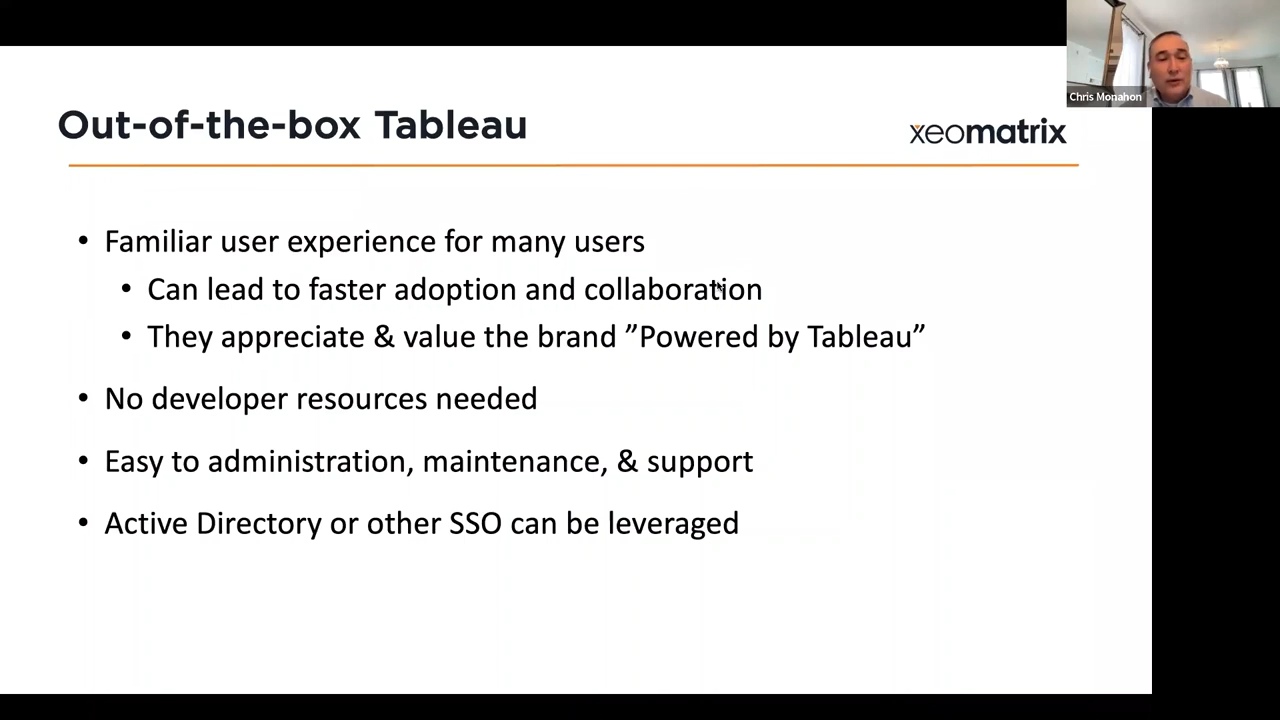 Chris Monahon
Out-of-the-box Tableau
xeomatrix
• Familiar user experience for many users
• Can lead to faster adoption and collaboration
• They appreciate & value the brand ”Powered by Tableau”
• No developer resources needed
• Easy to administration, maintenance, & support
• Active Directory or other SSO can be leveraged